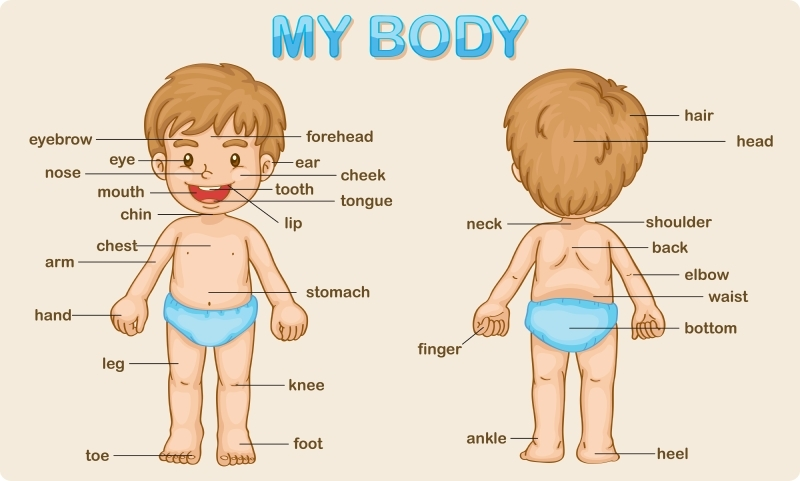 MY BODY
eyebrow
forehead
eye
ear
nose
cheek
mouth
tooth
tongue
chin
lip
chest
arm
stomach
hand
leg
knee
foot
toe
hair
head
neck
shoulder
back
elbow
waist
bottom
finger
ankle
heel